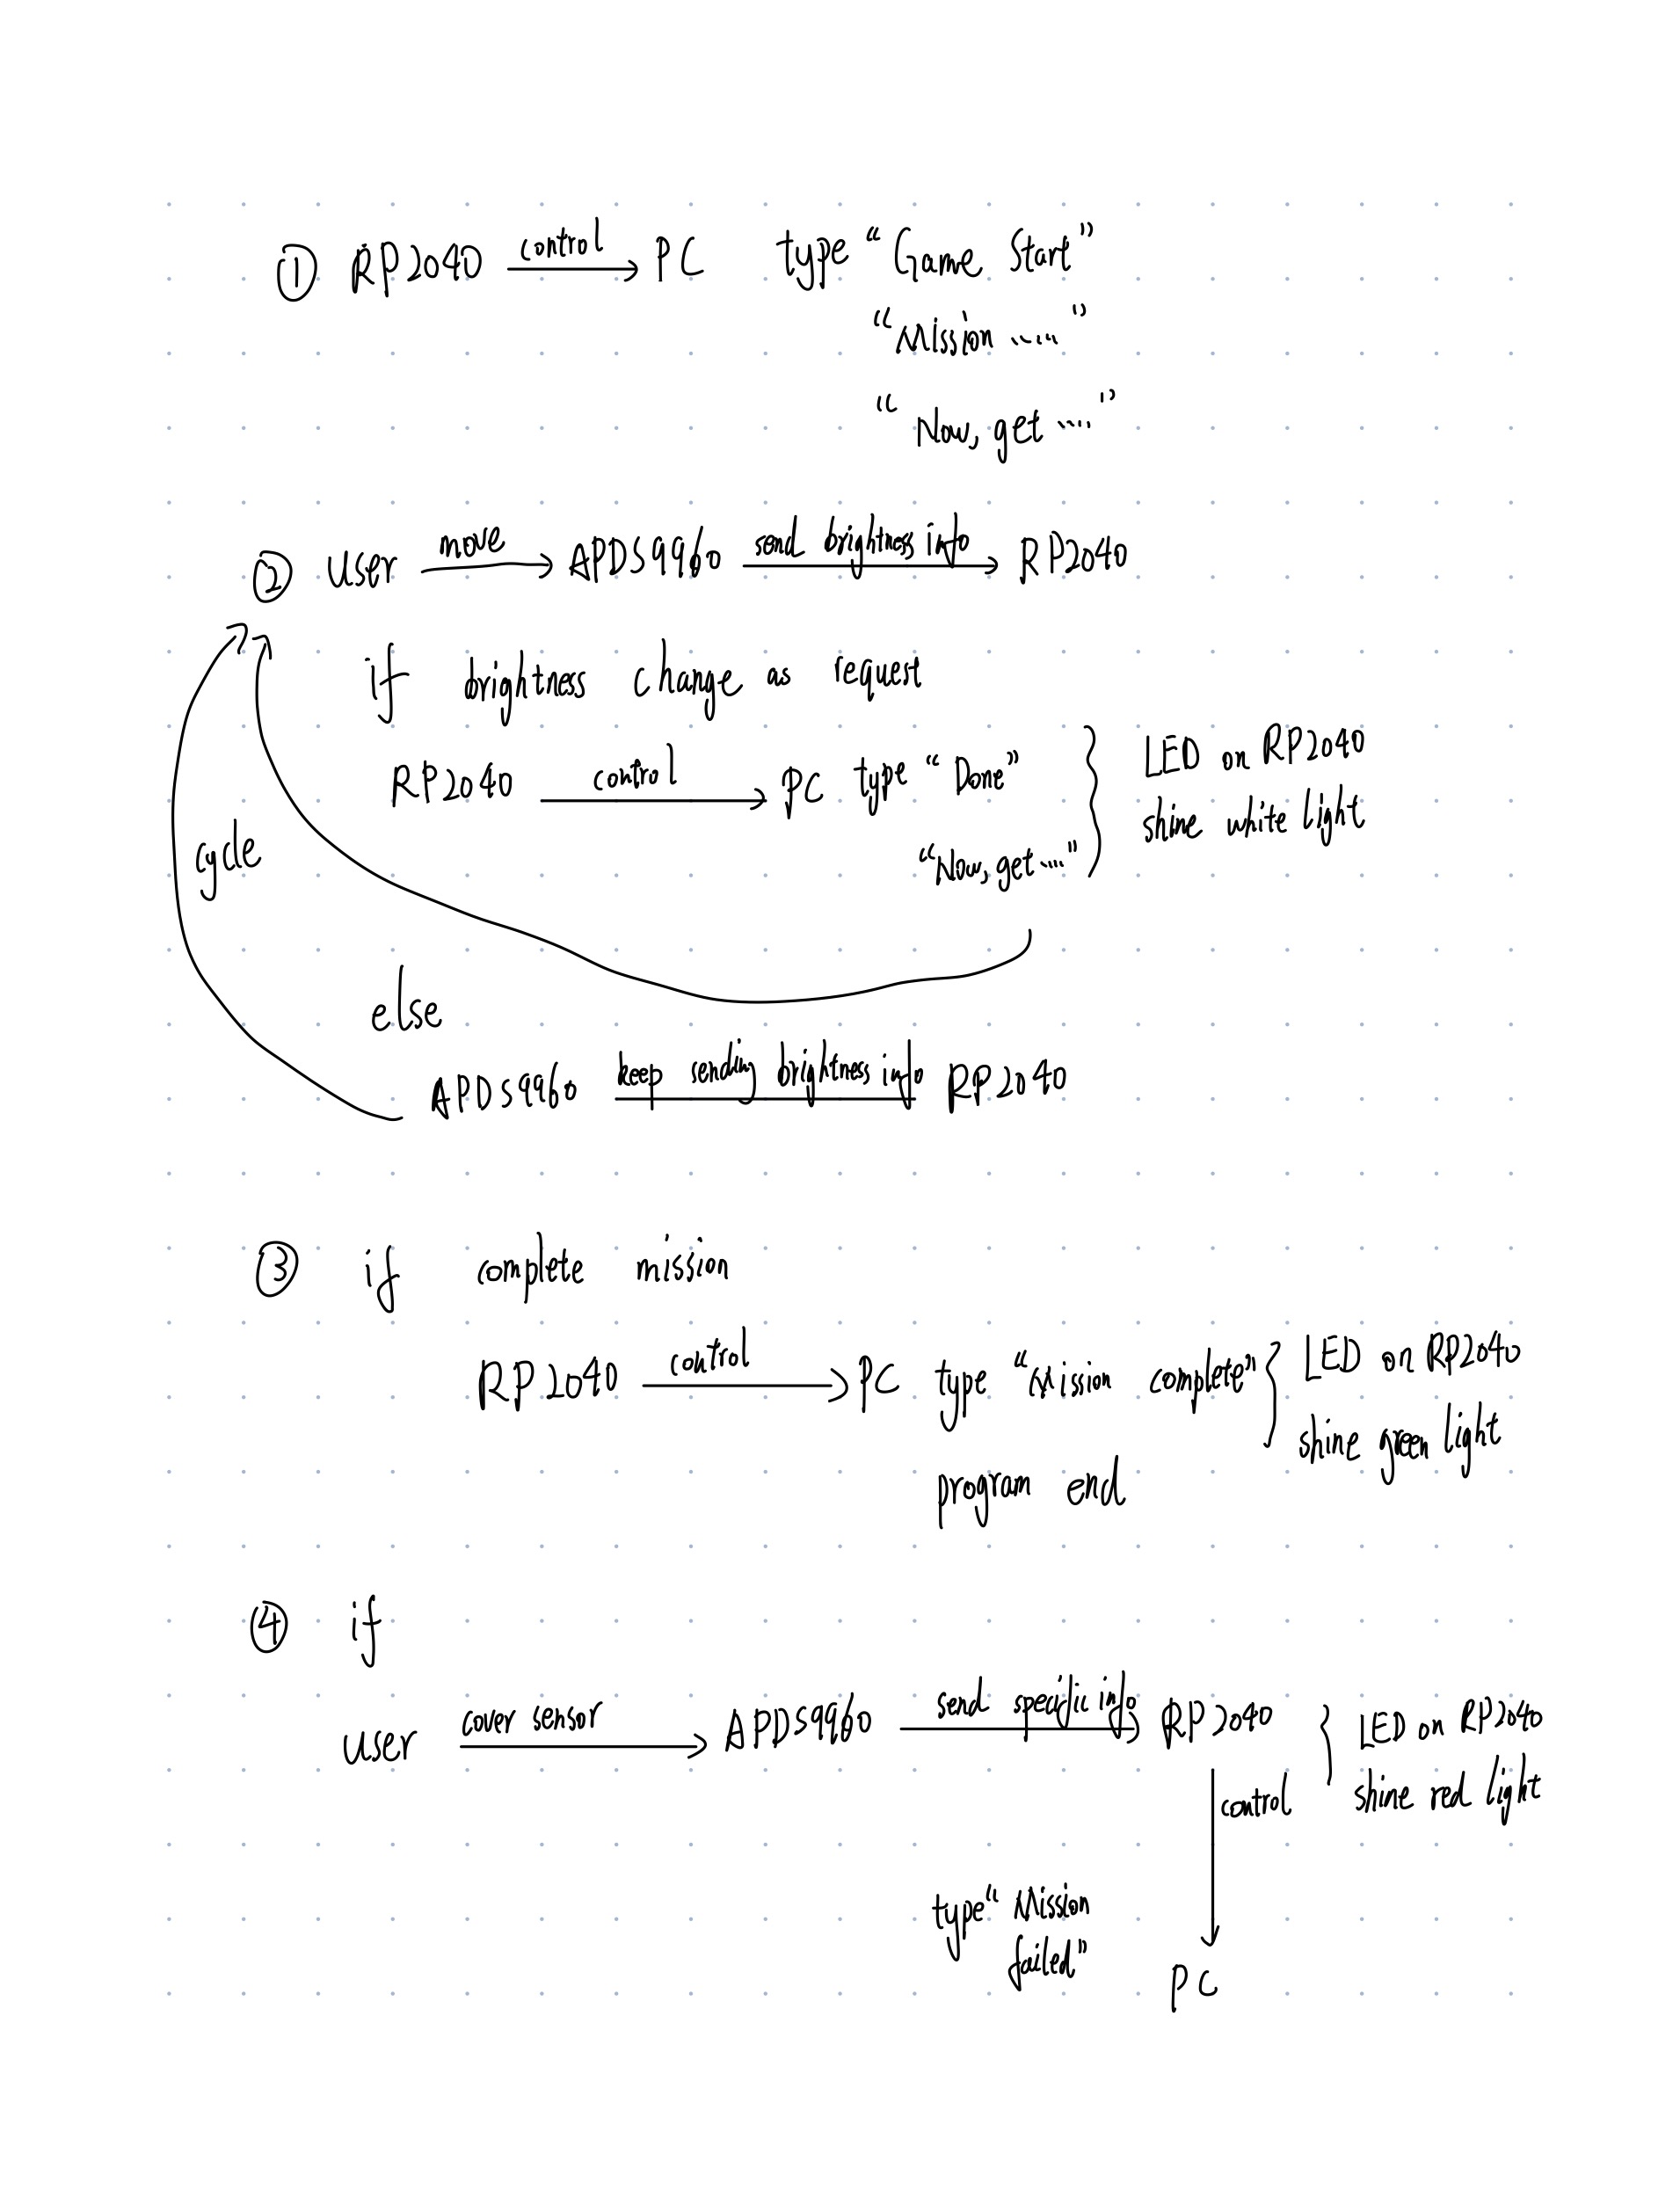 ① RP2040 control PC type “Game Start”
“Mission .....”
“Now, get ....”
② user move APDS9960 send brightness info RP2040
if brightness change as request
RP2040 control PC type “Done”
“Now, get....”
LED on RP2040
shine white light
cycle
else
APDS9960 keep sending brightness info RP2040
③ if complete mission
RP2040 control PC type “Mission complete”
program end
LED on RP2040
shine green light
④ if
user cover sensor APDS9960 send specific info RP2040
LED on RP2040
shine red light
control
type “Mission
failed”
PC